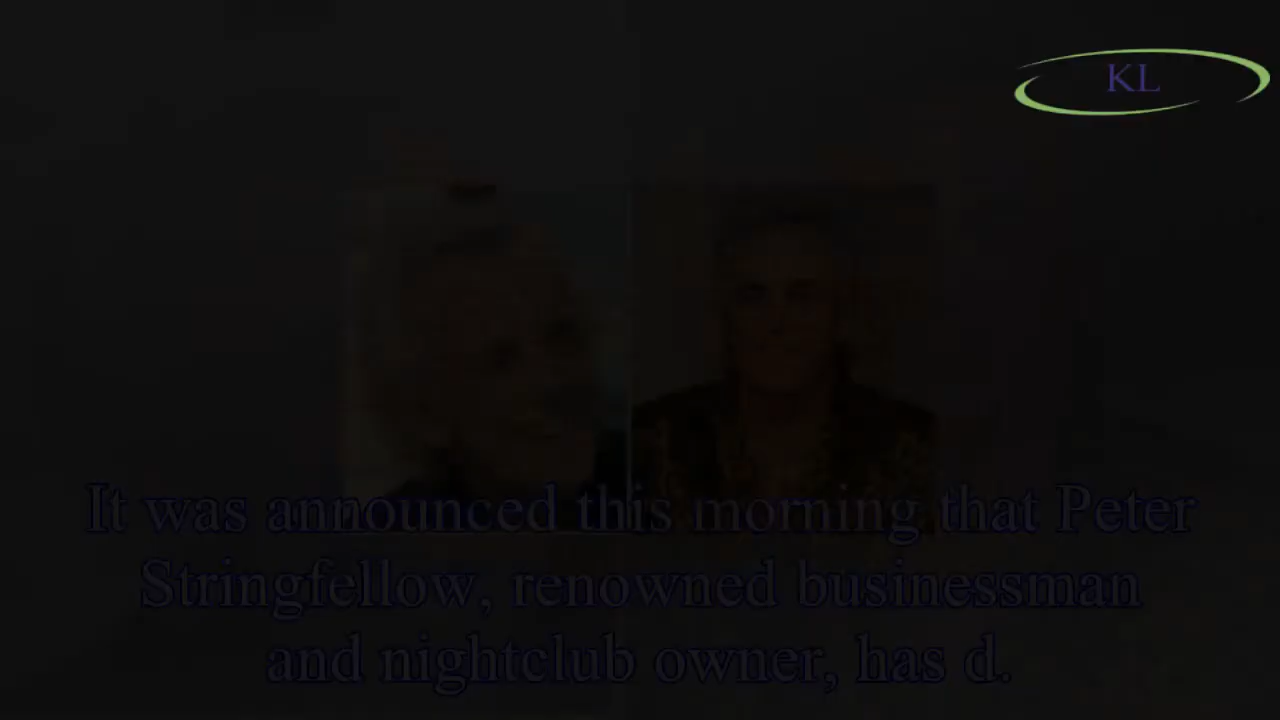 KL
It was announced this morning that Peter
Stringfellow, renowned businessman
and nightclub owner, has d.